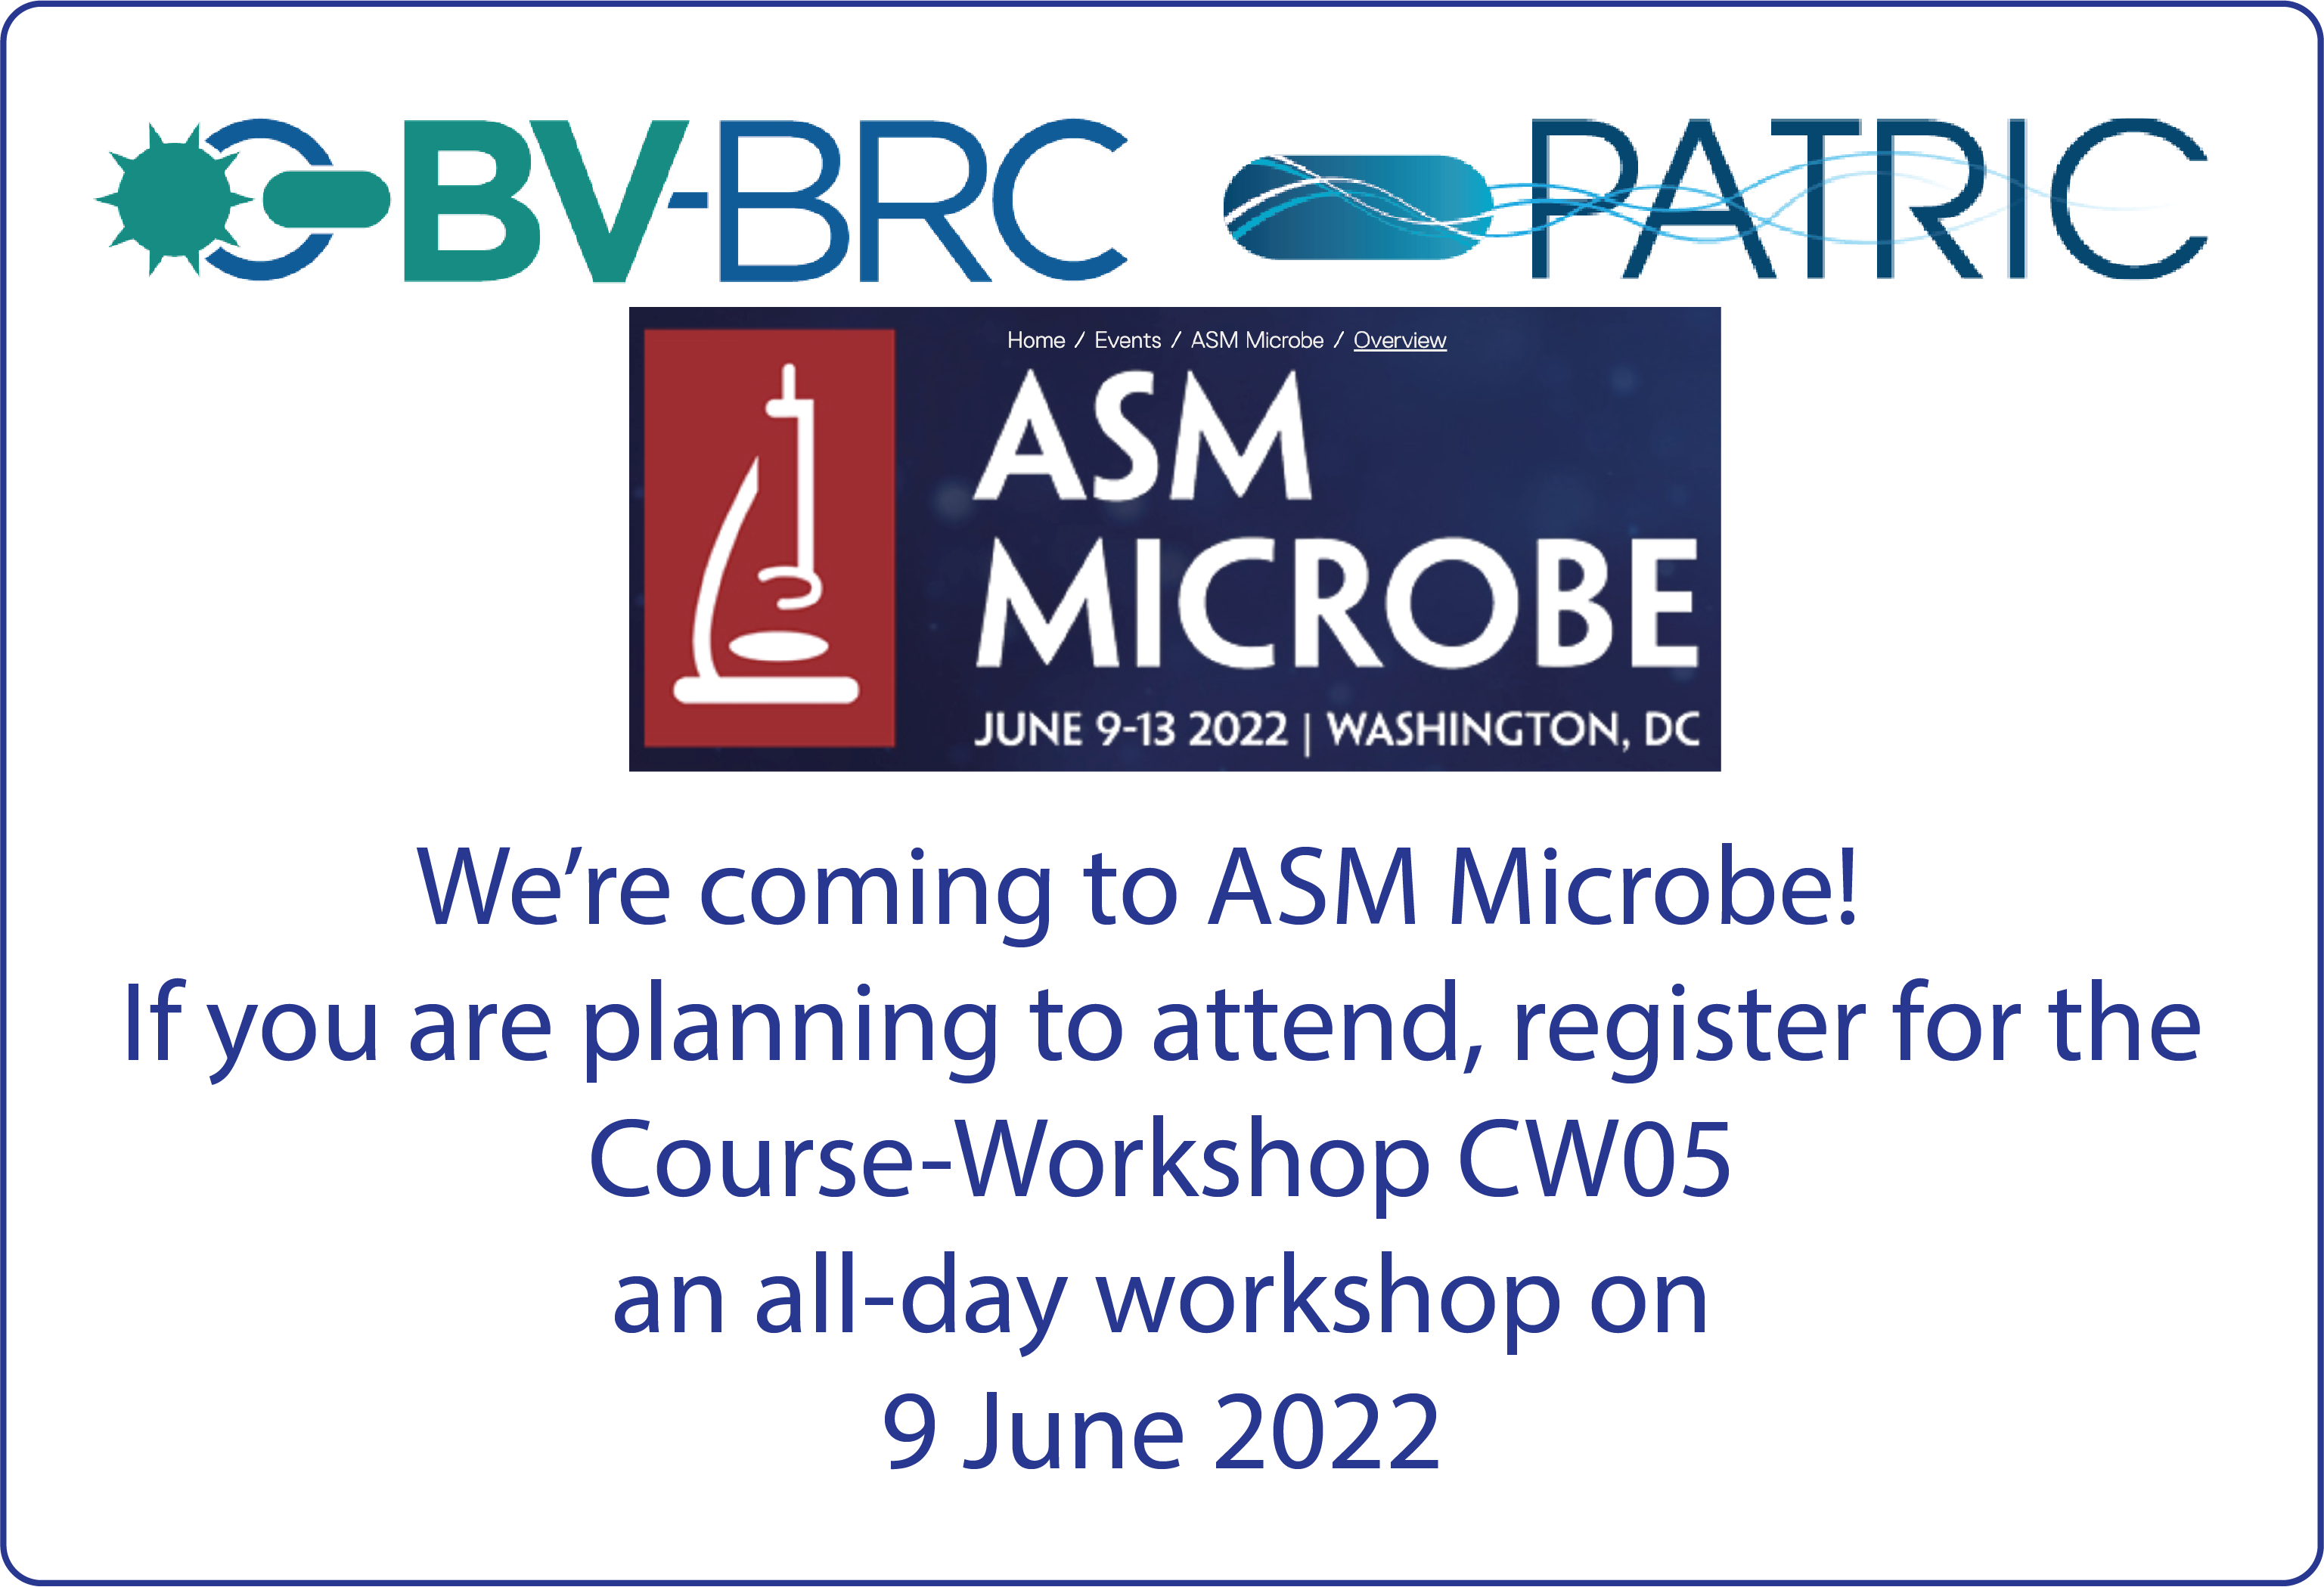 BV-BRC PATRIC
Home / Events / ASM Microbe / Overview
ASM
MICROBE
JUNE 9-13 2022 | WASHINGTON, DC
We’re coming to ASM Microbe!
If you are planning to attend, register for the
Course-Workshop CW05
an all-day workshop on
9 June 2022